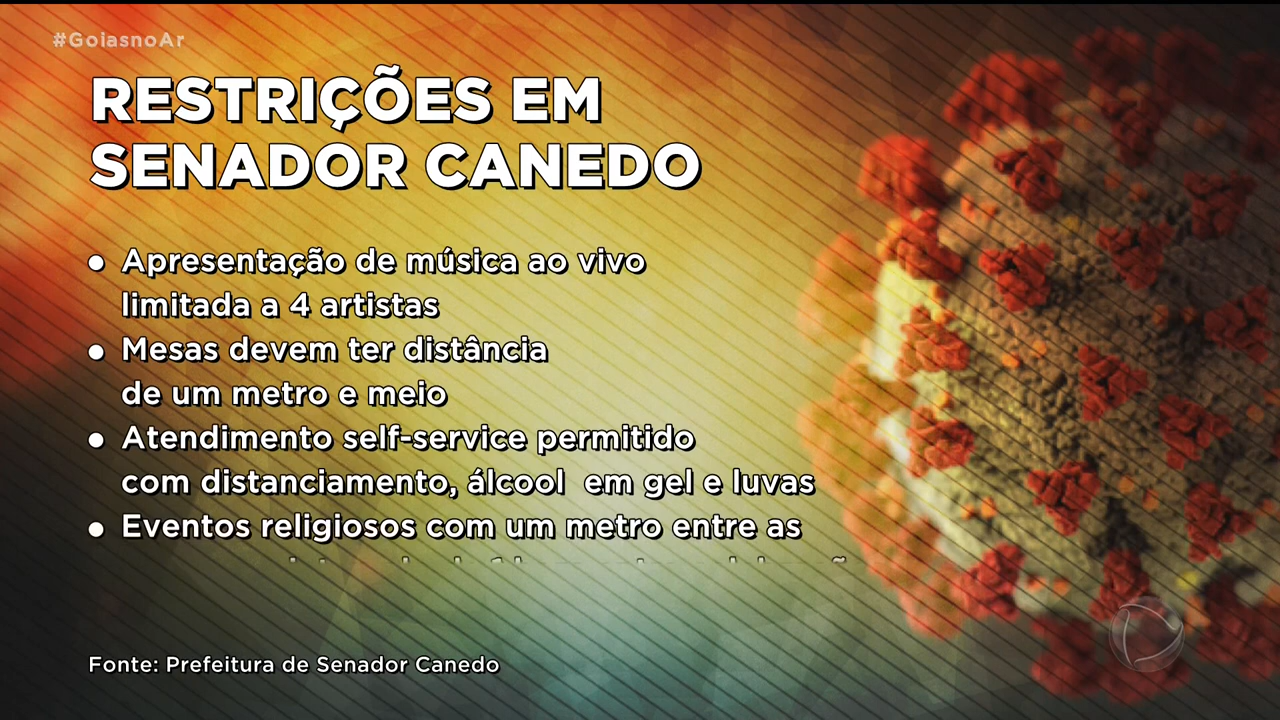 #GoiasnoAr
RESTRIÇÕES EM
SENADOR CANEDO
• Apresentação de música ao vivo
limitada a 4 artistas
• Mesas devem ter distância
de um metro e meio
• Atendimento self-service permitido
com distanciamento, álcool em gel e luvas
• Eventos religiosos com um metro entre as
Fonte: Prefeitura de Senador Canedo